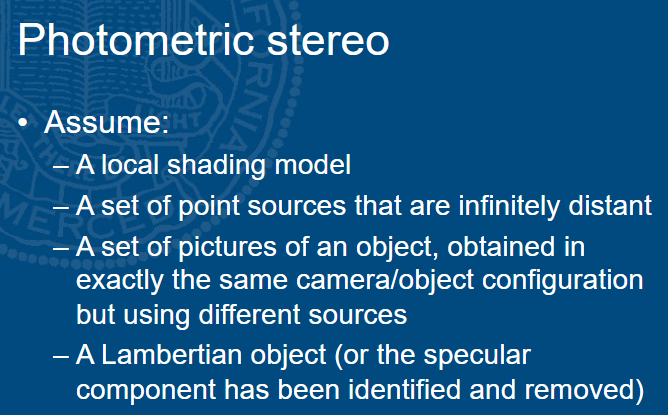 Photometric stereo
• Assume:
– A local shading model
– A set of point sources that are infinitely distant
– A set of pictures of an object, obtained in
exactly the same camera/object configuration
but using different sources
– A Lambertian object (or the specular
component has been identified and removed)